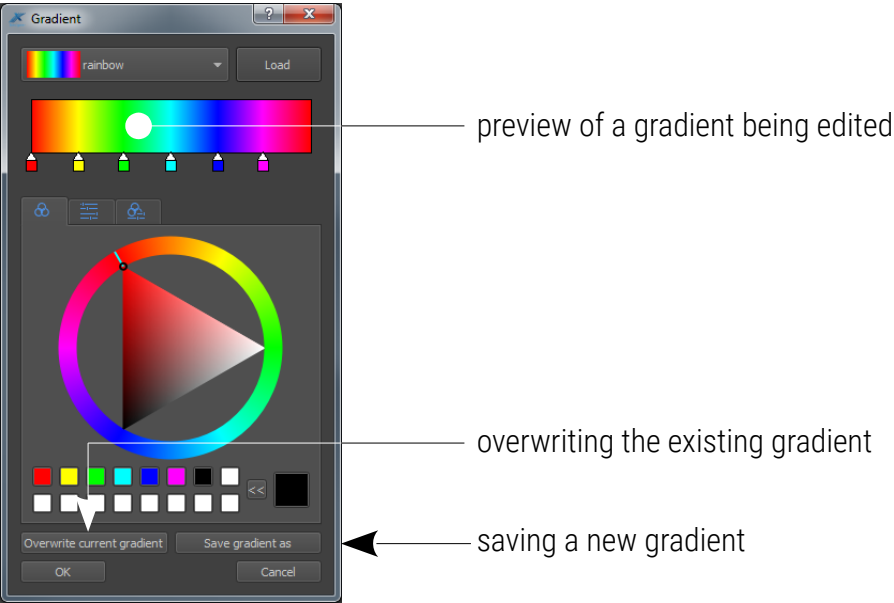 Gradient
?
X
rainbow
Load
preview of a gradient being edited
overwriting the existing gradient
<<
Overwrite current gradient
Save gradient as
saving a new gradient
OK
Cancel